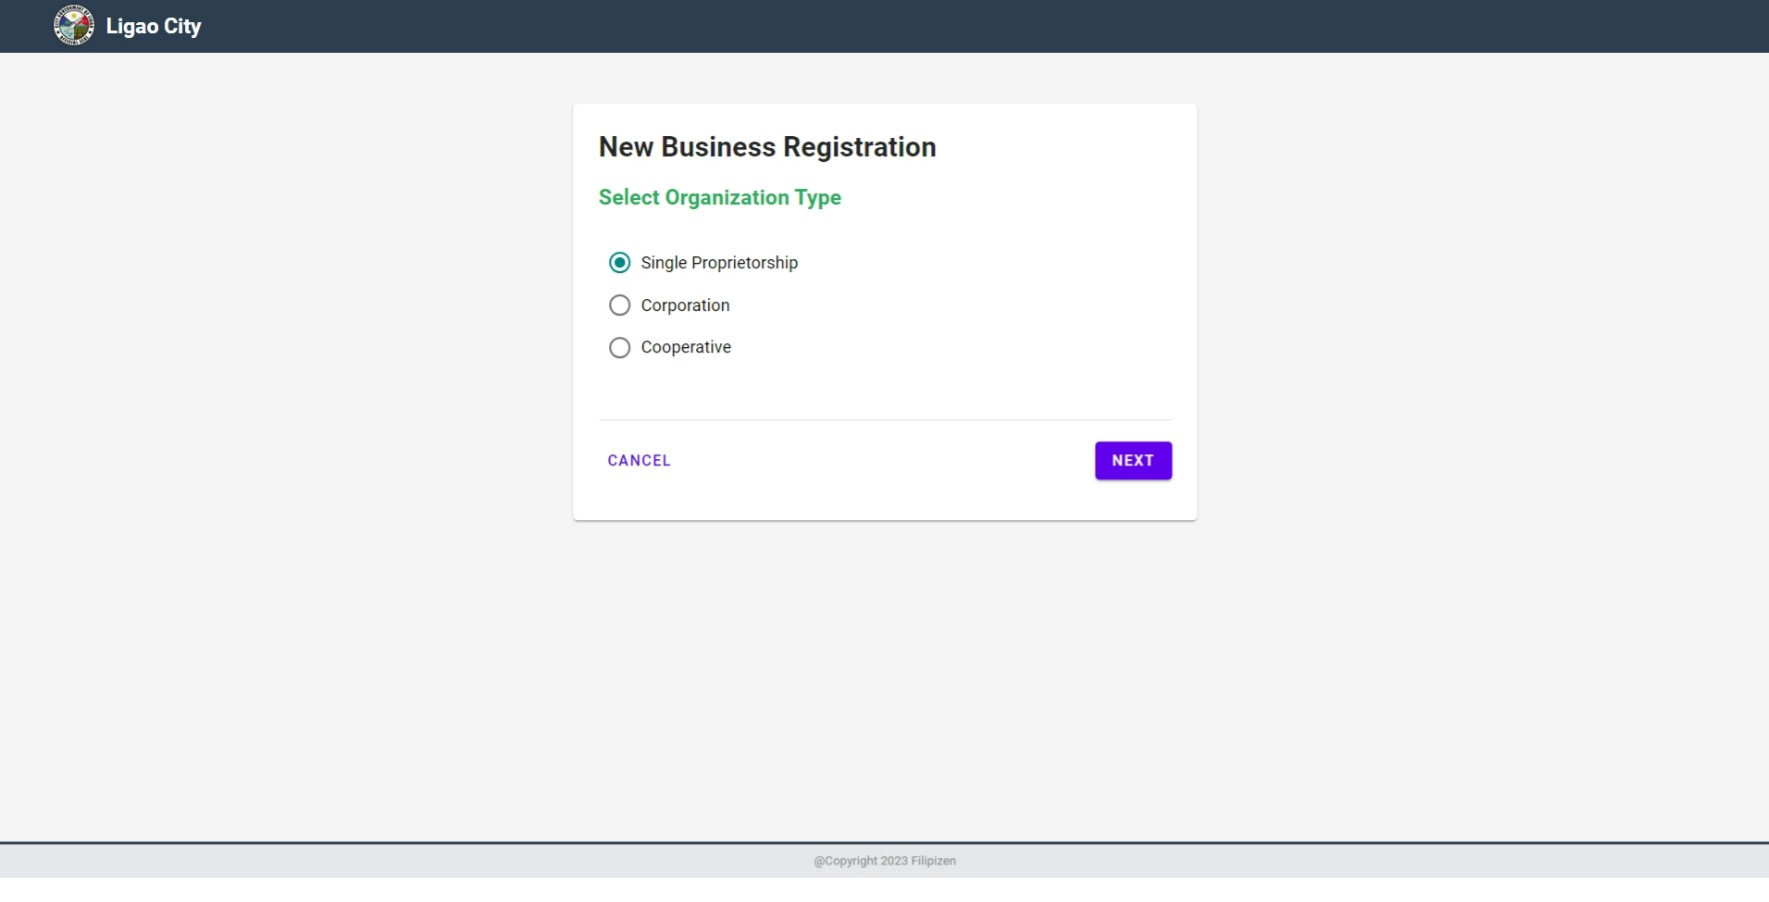 Ligao City
New Business Registration
Select Organization Type
Single Proprietorship
Corporation
Cooperative
CANCEL
NEXT
@Copyright 2023 Filipizen